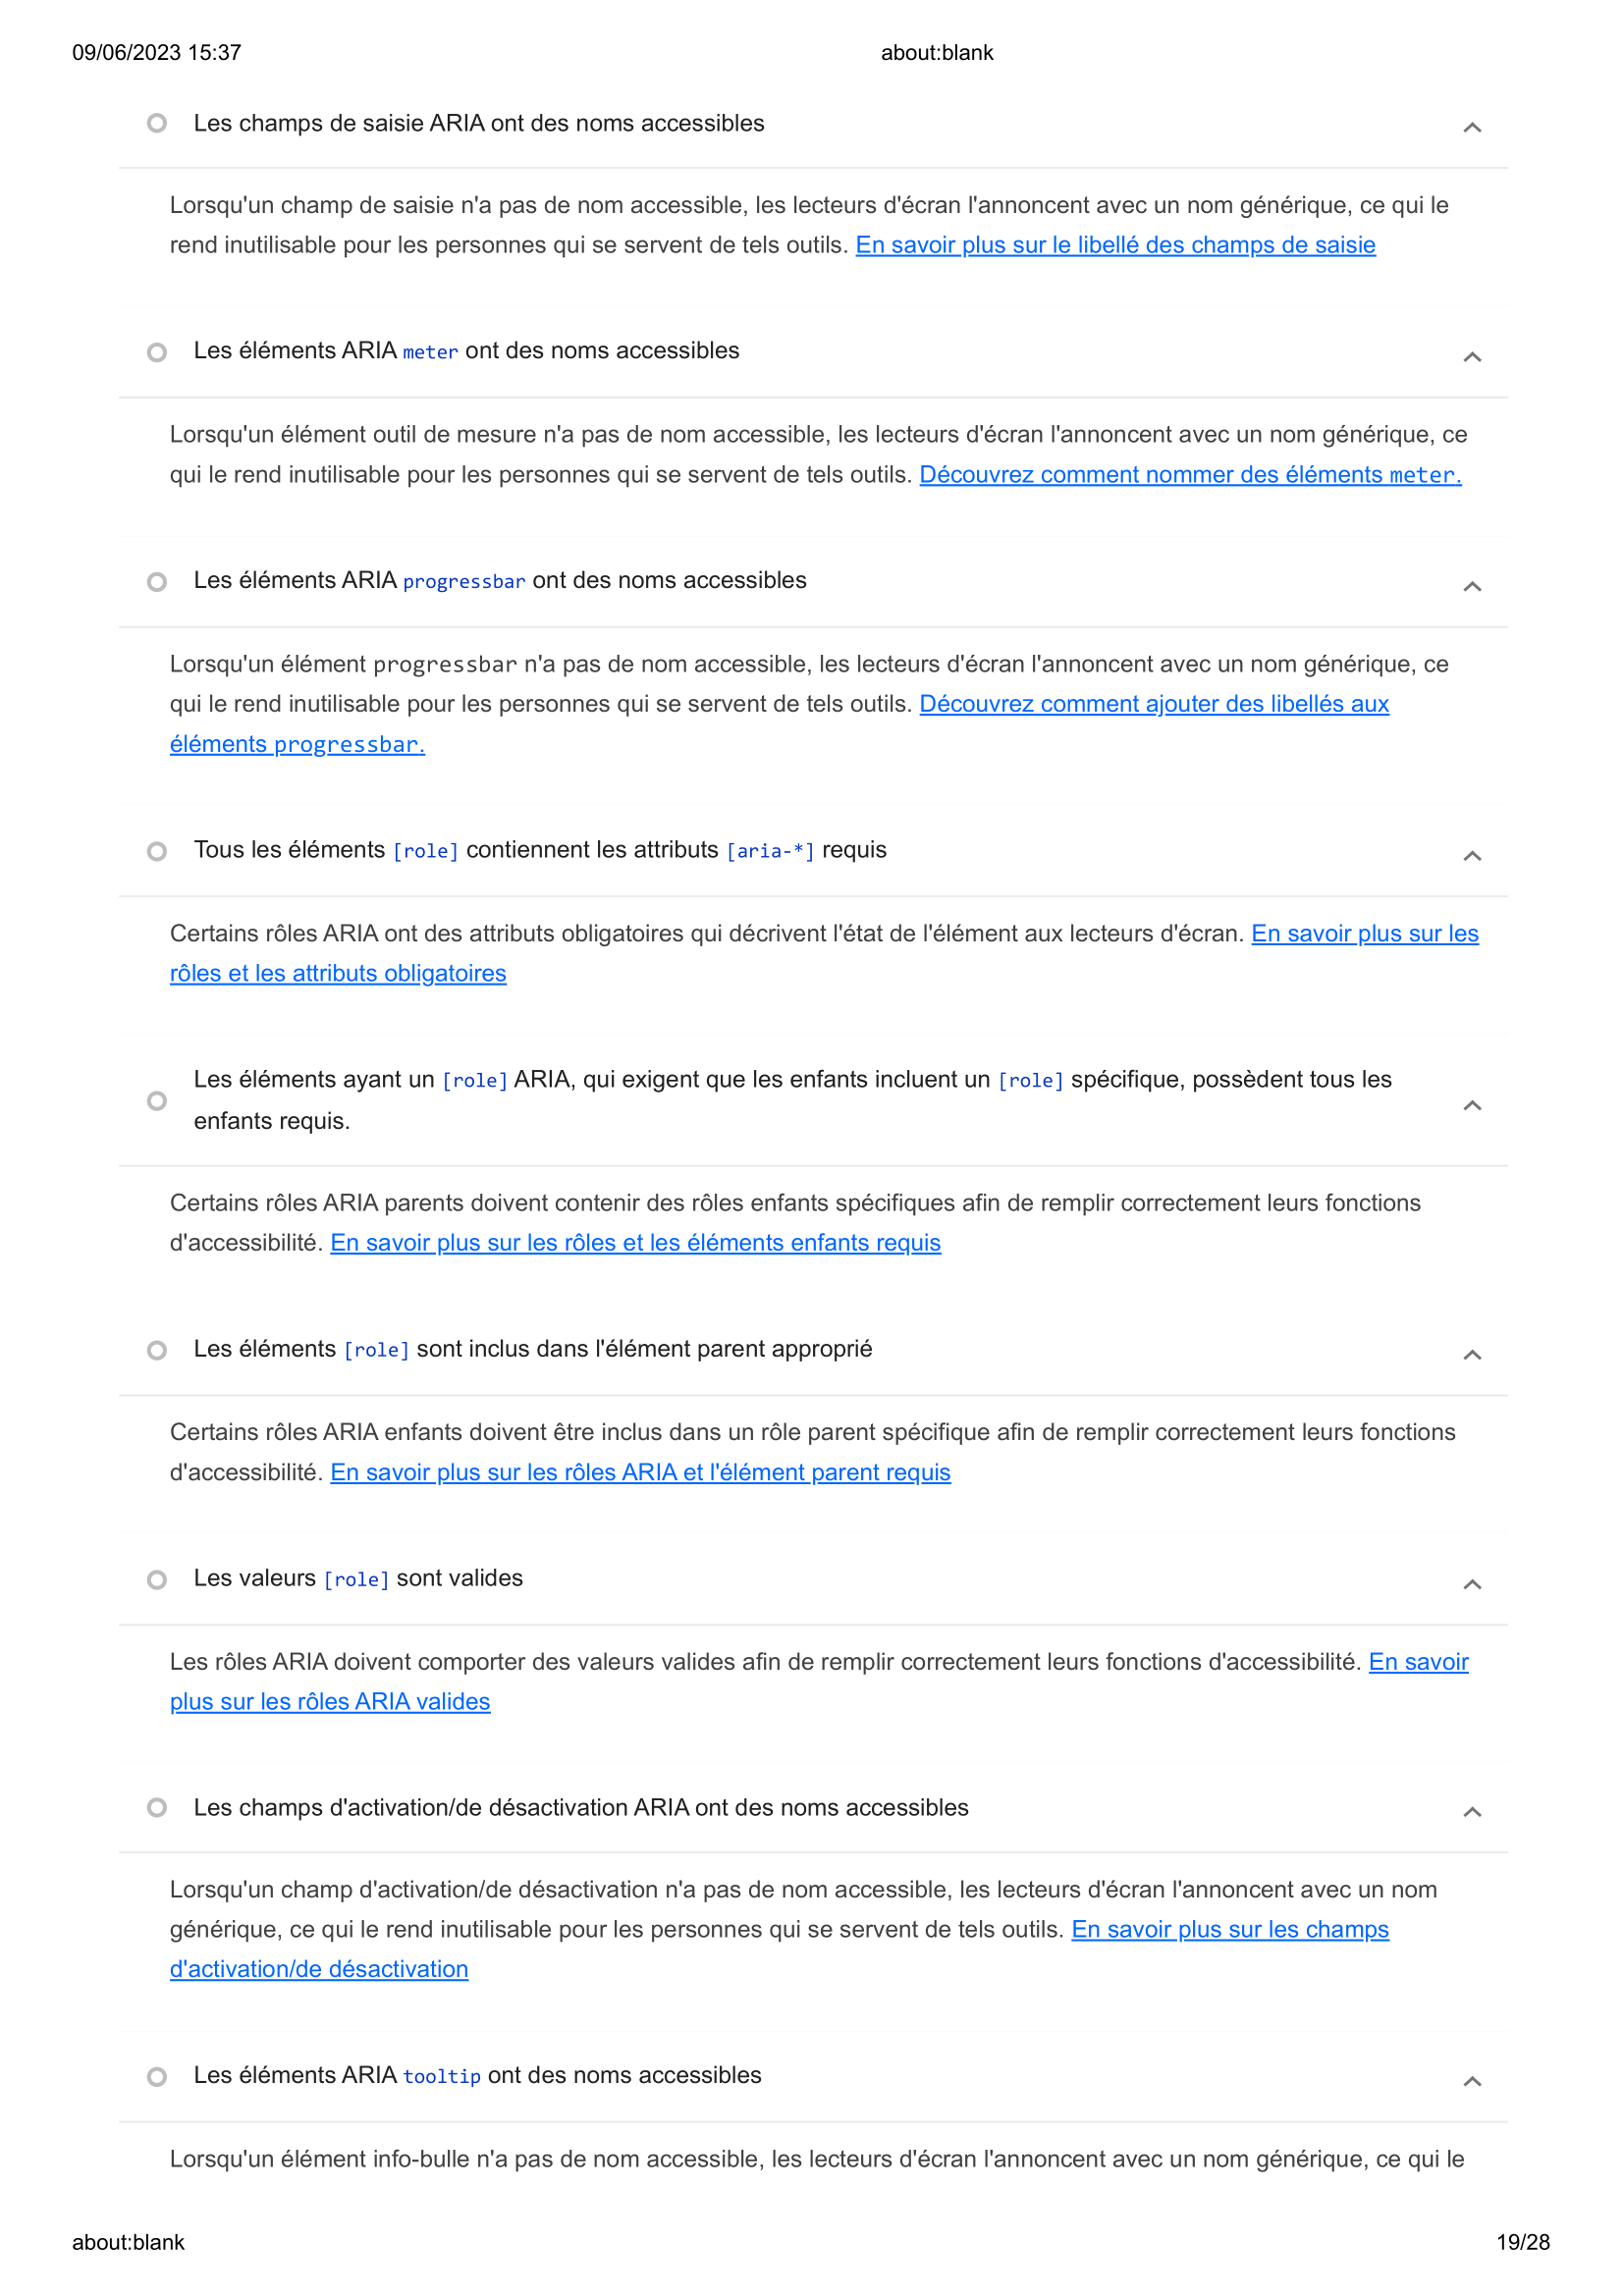 09/06/2023 15:37
about:blank
Les champs de saisie ARIA ont des noms accessibles
Lorsqu'un champ de saisie n'a pas de nom accessible, les lecteurs d'écran l'annoncent avec un nom générique, ce qui le
rend inutilisable pour les personnes qui se servent de tels outils. En savoir plus sur le libellé des champs de saisie
Les éléments ARIA meter ont des noms accessibles
Lorsqu'un élément outil de mesure n'a pas de nom accessible, les lecteurs d'écran l'annoncent avec un nom générique, ce
qui le rend inutilisable pour les personnes qui se servent de tels outils. Découvrez comment nommer des éléments meter.
Les éléments ARIA progressbar ont des noms accessibles
Lorsqu'un élément progressbar n'a pas de nom accessible, les lecteurs d'écran l'annoncent avec un nom générique, ce
qui le rend inutilisable pour les personnes qui se servent de tels outils. Découvrez comment ajouter des libellés aux
éléments progressbar.
Tous les éléments [role] contiennent les attributs [aria-*] requis
Certains rôles ARIA ont des attributs obligatoires qui décrivent l'état de l'élément aux lecteurs d'écran. En savoir plus sur les
rôles et les attributs obligatoires
Les éléments ayant un [role] ARIA, qui exigent que les enfants incluent un [role] spécifique, possèdent tous les
enfants requis.
Certains rôles ARIA parents doivent contenir des rôles enfants spécifiques afin de remplir correctement leurs fonctions
d'accessibilité. En savoir plus sur les rôles et les éléments enfants requis
Les éléments [role] sont inclus dans l'élément parent approprié
Certains rôles ARIA enfants doivent être inclus dans un rôle parent spécifique afin de remplir correctement leurs fonctions
d'accessibilité. En savoir plus sur les rôles ARIA et l'élément parent requis
Les valeurs [role] sont valides
Les rôles ARIA doivent comporter des valeurs valides afin de remplir correctement leurs fonctions d'accessibilité. En savoir
plus sur les rôles ARIA valides
Les champs d'activation/de désactivation ARIA ont des noms accessibles
Lorsqu'un champ d'activation/de désactivation n'a pas de nom accessible, les lecteurs d'écran l'annoncent avec un nom
générique, ce qui le rend inutilisable pour les personnes qui se servent de tels outils. En savoir plus sur les champs
d'activation/de désactivation
Les éléments ARIA tooltip ont des noms accessibles
Lorsqu'un élément info-bulle n'a pas de nom accessible, les lecteurs d'écran l'annoncent avec un nom générique, ce qui le
about:blank
19/28